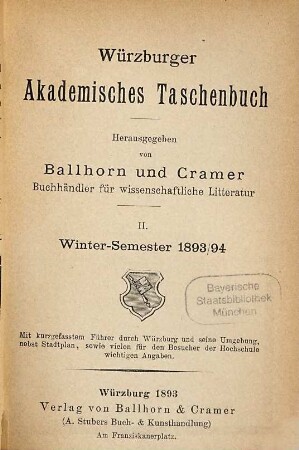 Würzburger
Akademisches Taschenbuch
Herausgegeben
von
Ballhorn und Cramer
Buchhändler für wissenschaftliche Litteratur
II.
Winter-Semester 1893/94
Bayerische
Staatsbibliothek
München
Mit kurzgefasstem Führer durch Würzburg und seine Umgebung,
nebst Stadtplan, sowie vielen für den Besucher der Hochschule
wichtigen Angaben.
Würzburg 1893
Verlag von Ballhorn & Cramer
(A. Stubers Buch- & Kunsthandlung)
Am Franziskanerplatz.